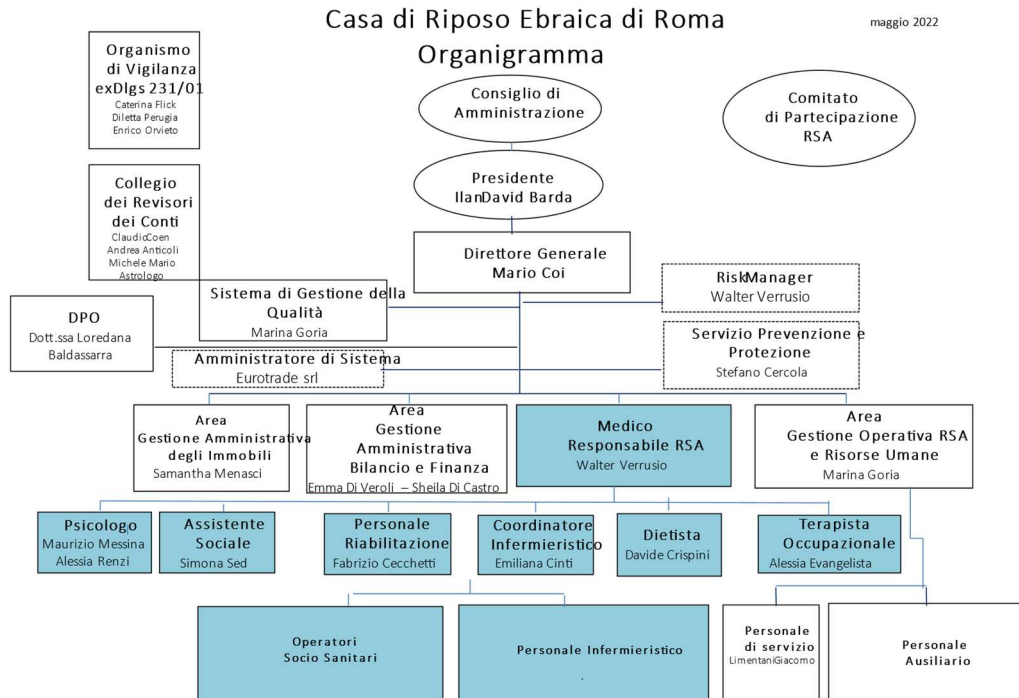 Casa di Riposo Ebraica di Roma
Organigramma
maggio 2022
Organismo
di Vigilanza
exDlgs 231/01
Caterina Flick
Diletta Perugia
Enrico Orvieto
Consiglio di
Amministrazione
Comitato
di Partecipazione
RSA
Collegio
dei Revisori
dei Conti
ClaudioCoen
Andrea Anticoli
Michele Mario
Astrologo
Presidente
IlanDavid Barda
Direttore Generale
Mario Coi
Sistema di Gestione della
Qualità
Marina Goria
RiskManager
Walter Verrusio
DPO
Dott.ssa Loredana
Baldassarra
Servizio Prevenzione e
Protezione
Stefano Cercola
Amministratore di Sistema
Eurotrade srl
Area
Gestione Amministrativa
degli Immobili
Samantha Menasci
Area
Gestione
Amministrativa
Bilancio e Finanza
Emma Di Veroli – Sheila Di Castro
Medico
Responsabile RSA
Walter Verrusio
Area
Gestione Operativa RSA
e Risorse Umane
Marina Goria
Psicologo
Maurizio Messina
Alessia Renzi
Assistente
Sociale
Simona Sed
Personale
Riabilitazione
Fabrizio Cecchetti
Coordinatore
Infermieristico
Emiliana Cinti
Dietista
Davide Crispini
Terapista
Occupazionale
Alessia Evangelista
Operatori
Socio Sanitari
Personale Infermieristico
.
Personale
di servizio
LimentaniGiacomo
Personale
Ausiliario